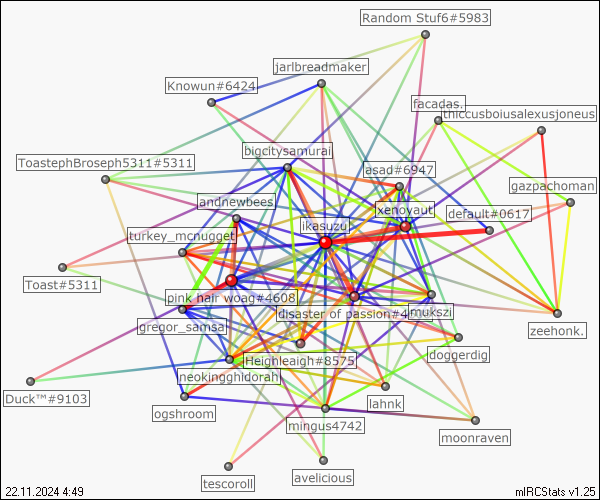 Random Stuf6#5983
jarlbreadmaker
Knowun#6424
facadas.
thiccusboiusalexusjoneus
bigcitysamurai
ToastephBroseph5311#5311
asad#6947
gazpachoman
andnewbees
xenoyaut
default#0617
ikasuzu
turkey_mcnugget
Toast#5311
pink hair woag#4608
disaster of passion#4
mukszi
gregor_samsa
zeehonk.
Heighleaigh#8575
doggerdig
neokingghidorah
Duck™#9103
ogshroom
lahnk
mingus4742
moonraven
avelicious
tescoroll
22.11.2024 4:49
mIRCStats v1.25